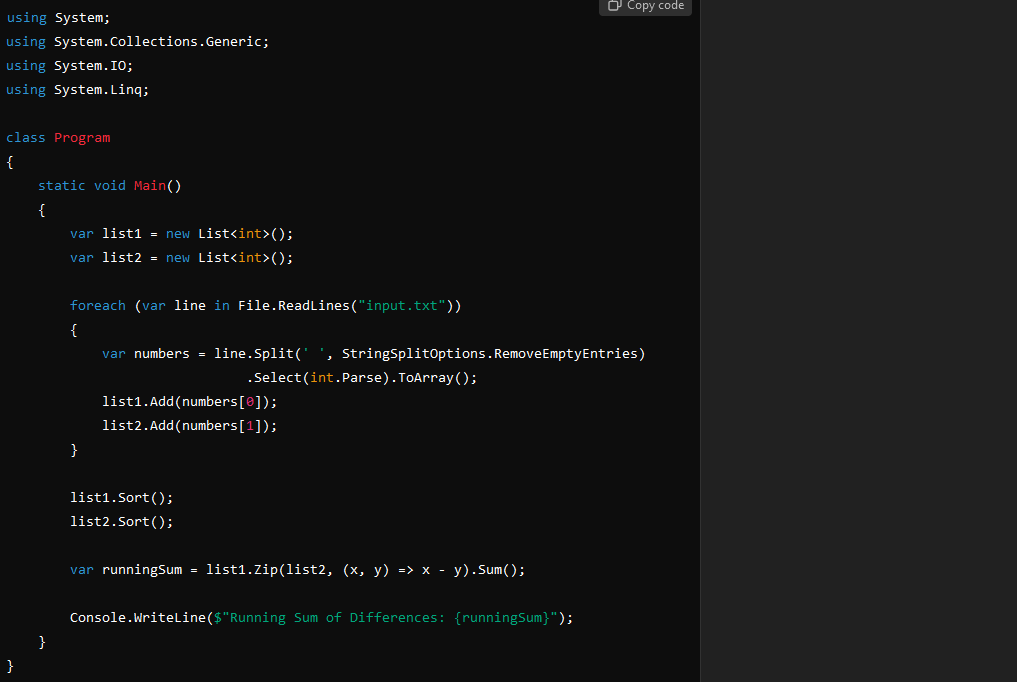 Copy code
using System;
using System.Collections.Generic;
using System.IO;
using System.Linq;
class Program
{
    static void Main()
    {
        var list1 = new List<int>();
        var list2 = new List<int>();
        foreach (var line in File.ReadLines("input.txt"))
        {
            var numbers = line.Split(' ', StringSplitOptions.RemoveEmptyEntries)
                              .Select(int.Parse).ToArray();
            list1.Add(numbers[0]);
            list2.Add(numbers[1]);
        }
        list1.Sort();
        list2.Sort();
        var runningSum = list1.Zip(list2, (x, y) => x - y).Sum();
        Console.WriteLine($"Running Sum of Differences: {runningSum}");
    }
}